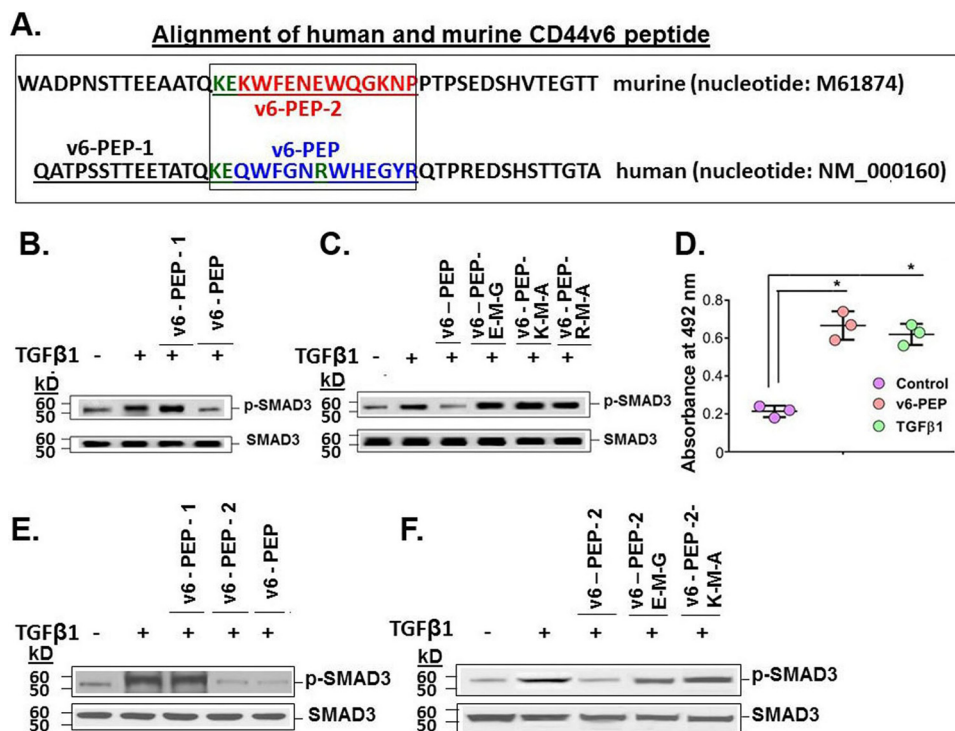 A.
Alignment of human and murine CD44v6 peptide
WADPNSTTEEAATQKEKWFENEWQGKNPPTPSEDSHVTEGTT murine (nucleotide: M61874)
v6-PEP-2
v6-PEP-1 v6-PEP
QATPSSTTEETATQKEQWFGNRWHEGYRQTPREDSHSTTGTA human (nucleotide: NM_000160)
B.
v6 - PEP - 1
v6 - PEP
TGFβ1 - + + +
kD
60
50
p-SMAD3
60
50
SMAD3
C.
v6 – PEP
v6 – PEP-
E-M-G
v6 - PEP-
K-M-A
v6 - PEP-
R-M-A
TGFβ1 - + + + + +
kD
60
50
p-SMAD3
60
50
SMAD3
D.
Absorbance at 492 nm
0.8
0.6
0.4
0.2
0
*
*
Control
v6-PEP
TGFβ1
E.
v6 - PEP - 1
v6 - PEP - 2
v6 - PEP
TGFβ1 - + + + +
kD
60
50
p-SMAD3
60
50
SMAD3
F.
v6 – PEP-2
v6 – PEP-2
E-M-G
v6 - PEP -2-
K-M-A
TGFβ1 - + + + +
kD
60
50
p-SMAD3
60
50
SMAD3